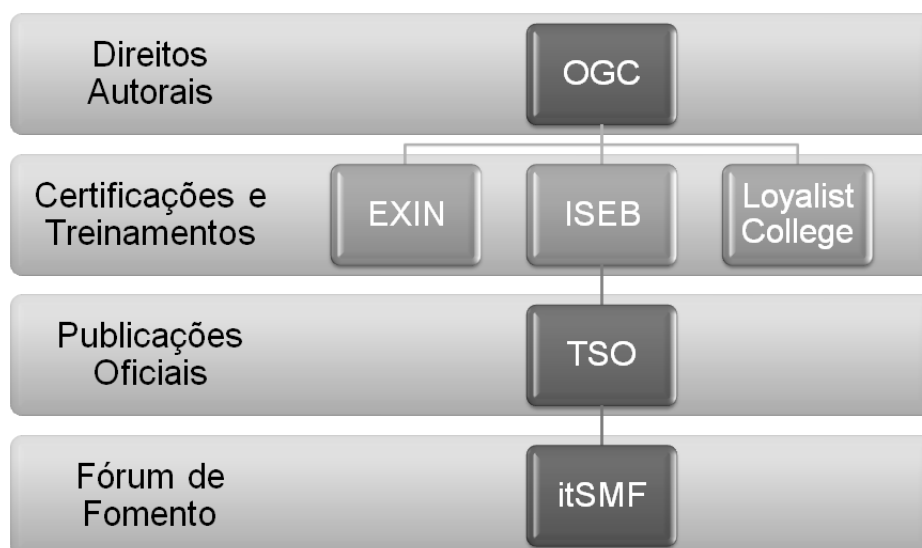 Direitos
Autorais
OGC
Certificações e
Treinamentos
EXIN
ISEB
Loyalist
College
Publicações
Oficiais
TSO
Fórum de
Fomento
itSMF